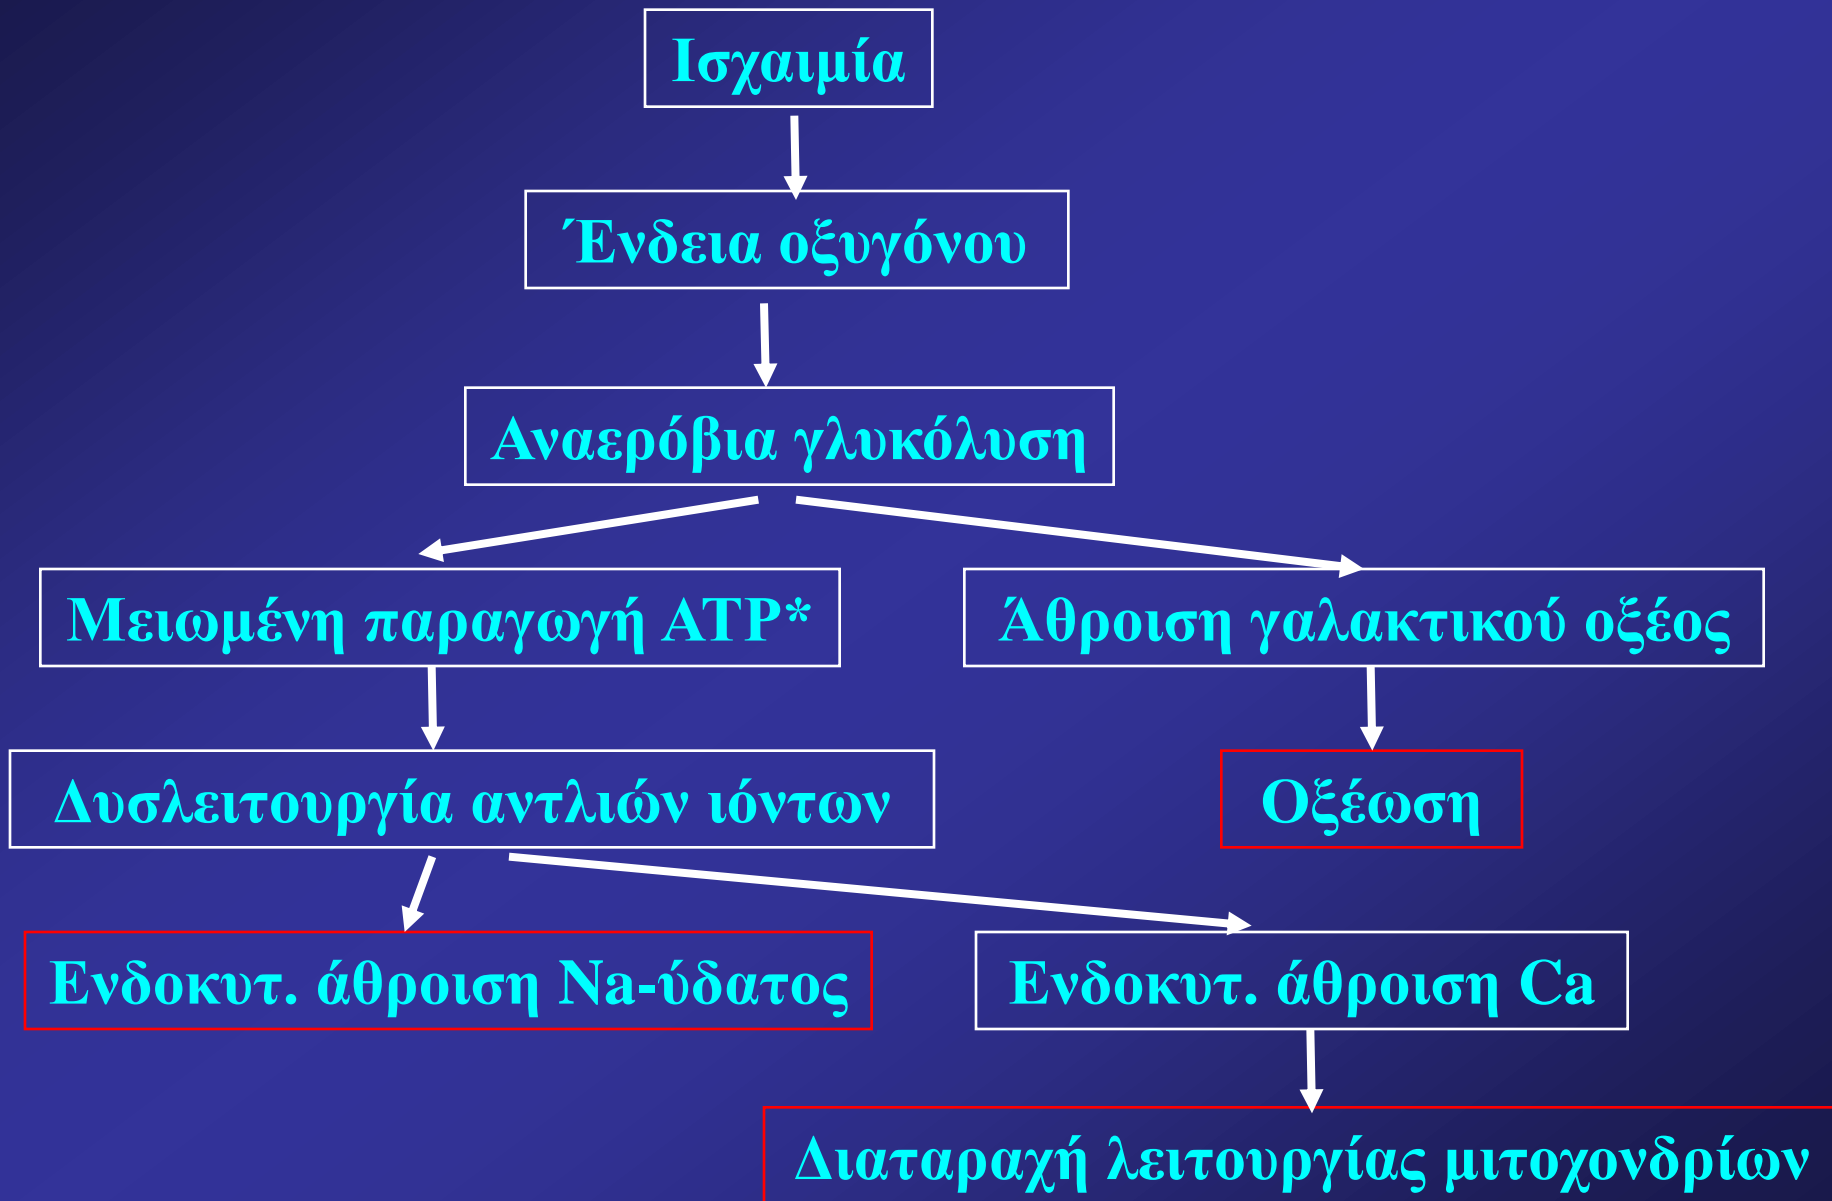 Ισχαιμία
Ένδεια οξυγόνου
Αναερόβια γλυκόλυση
Μειωμένη παραγωγή ATP*
Άθροιση γαλακτικού οξέος
Δυσλειτουργία αντλιών ιόντων
Οξέωση
Ενδοκυτ. άθροιση Na-ύδατος
Ενδοκυτ. άθροιση Ca
Διαταραχή λειτουργίας μιτοχονδρίων